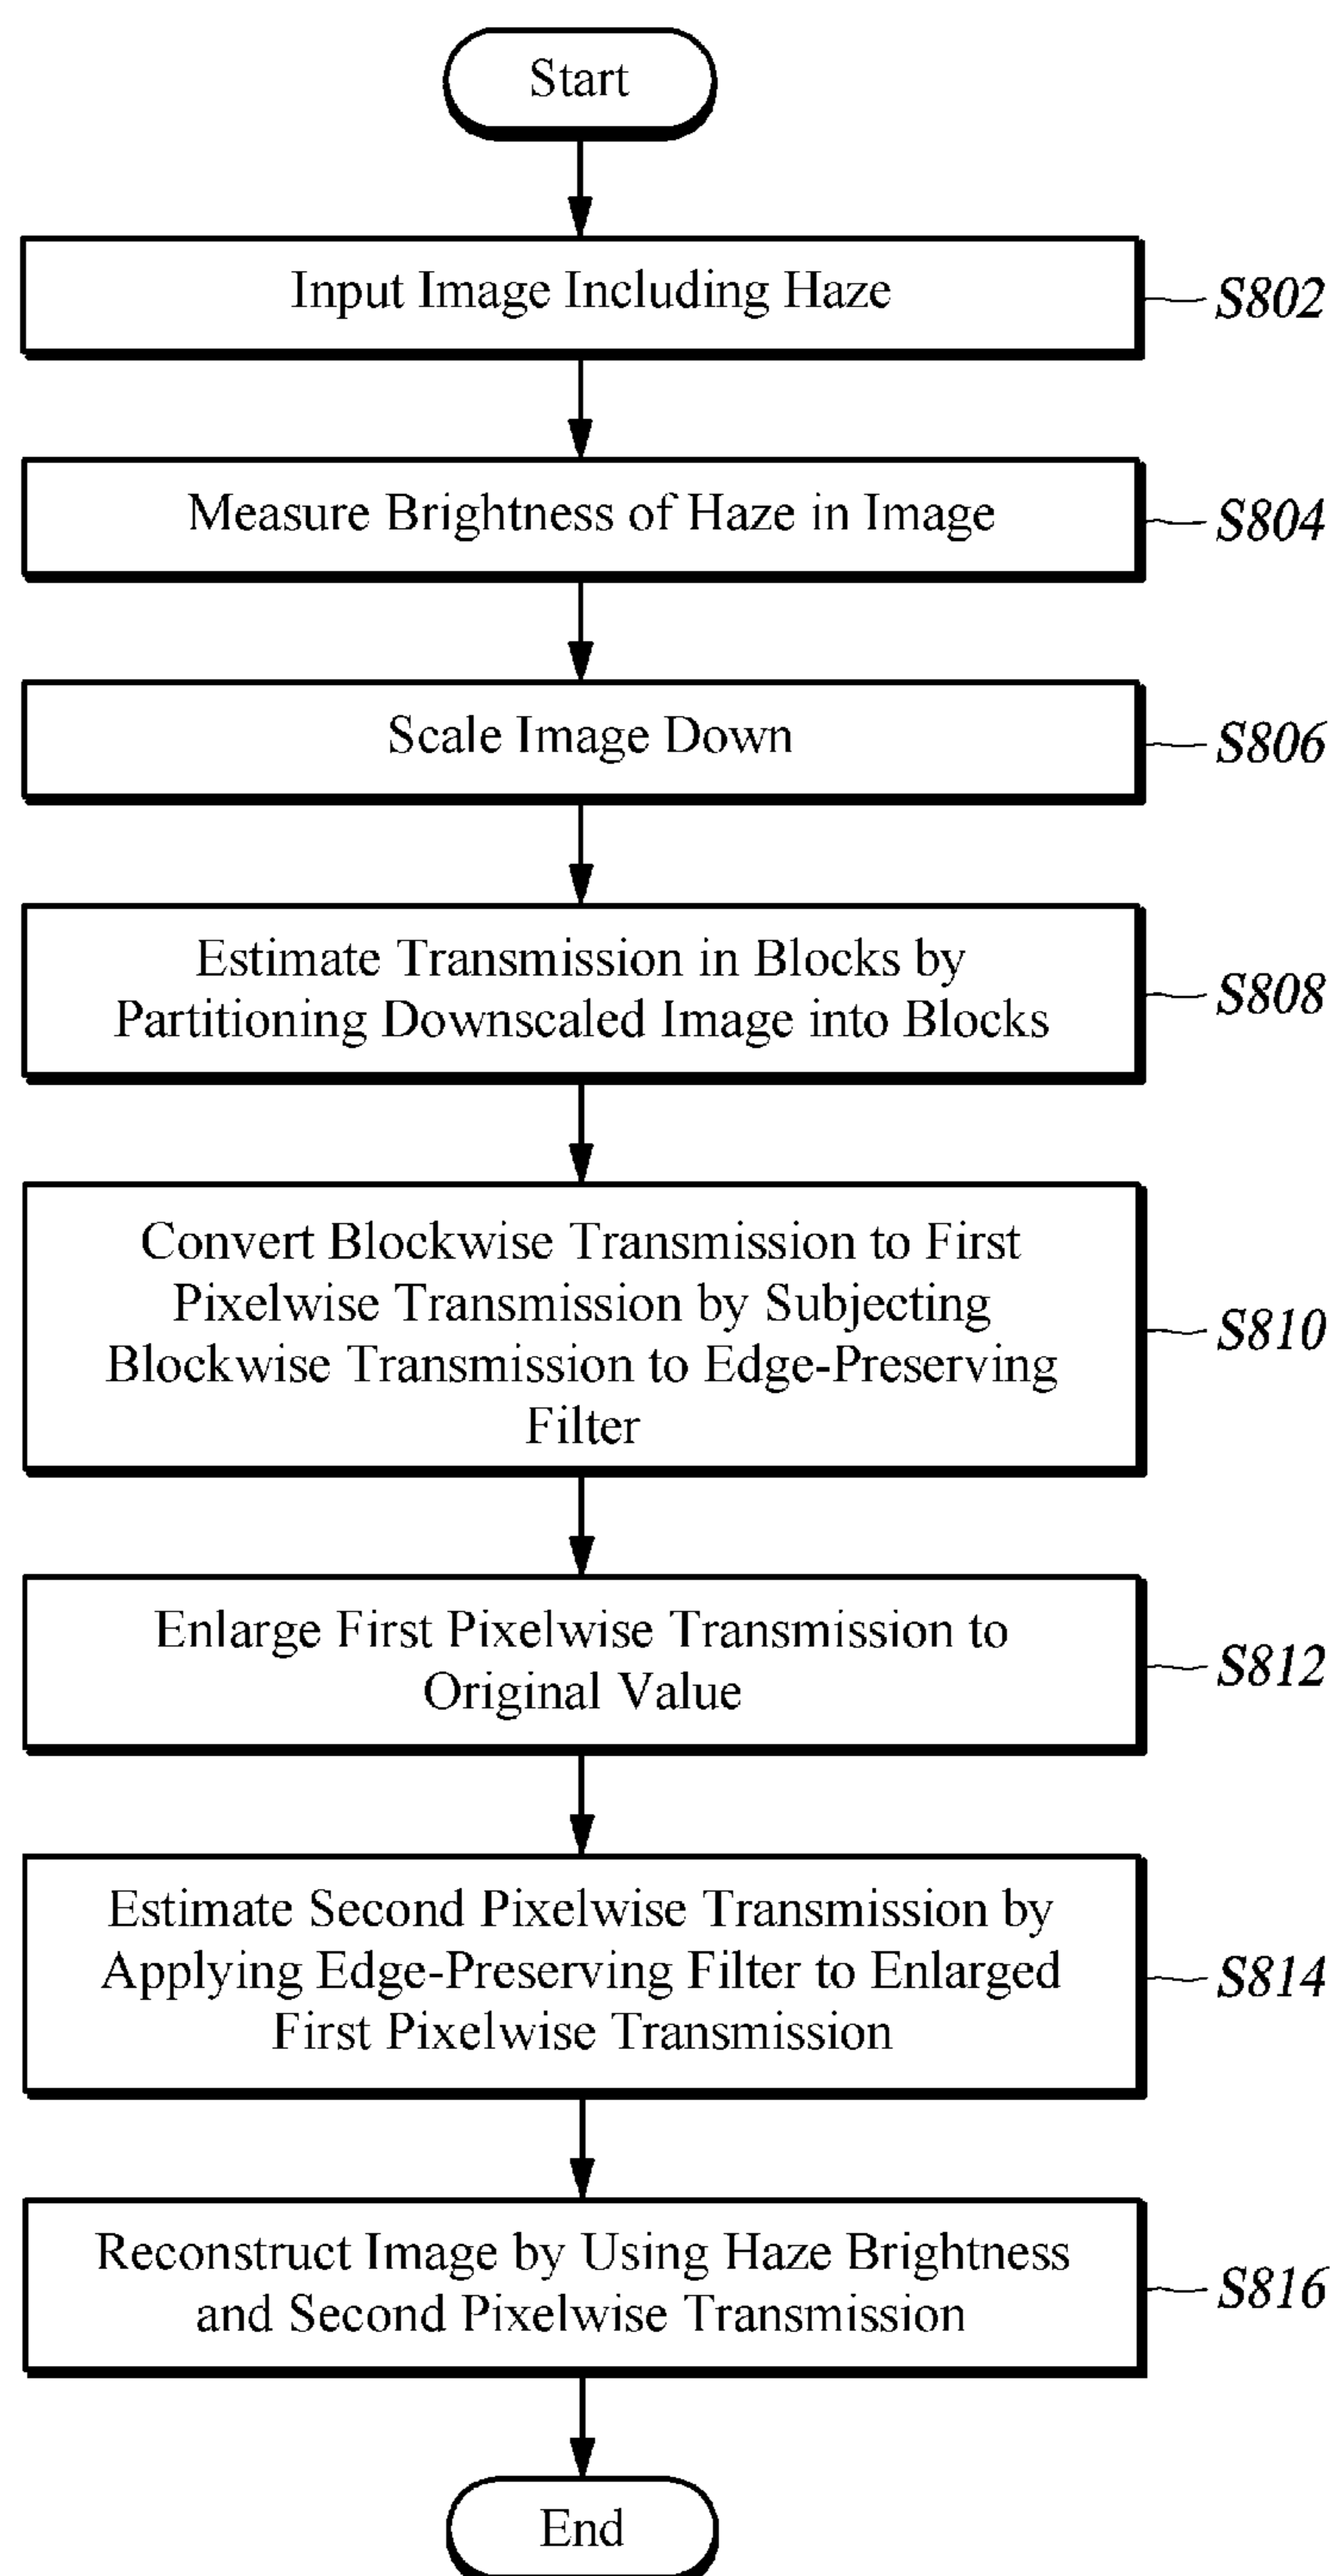 Start
Input Image Including Haze
S802
Measure Brightness of Haze in Image
S804
Scale Image Down
S806
Estimate Transmission in Blocks by
Partitioning Downscaled Image into Blocks
S808
Convert Blockwise Transmission to First
Pixelwise Transmission by Subjecting
Blockwise Transmission to Edge-Preserving
Filter
S810
Enlarge First Pixelwise Transmission to
Original Value
S812
Estimate Second Pixelwise Transmission by
Applying Edge-Preserving Filter to Enlarged
First Pixelwise Transmission
S814
Reconstruct Image by Using Haze Brightness
and Second Pixelwise Transmission
S816
End